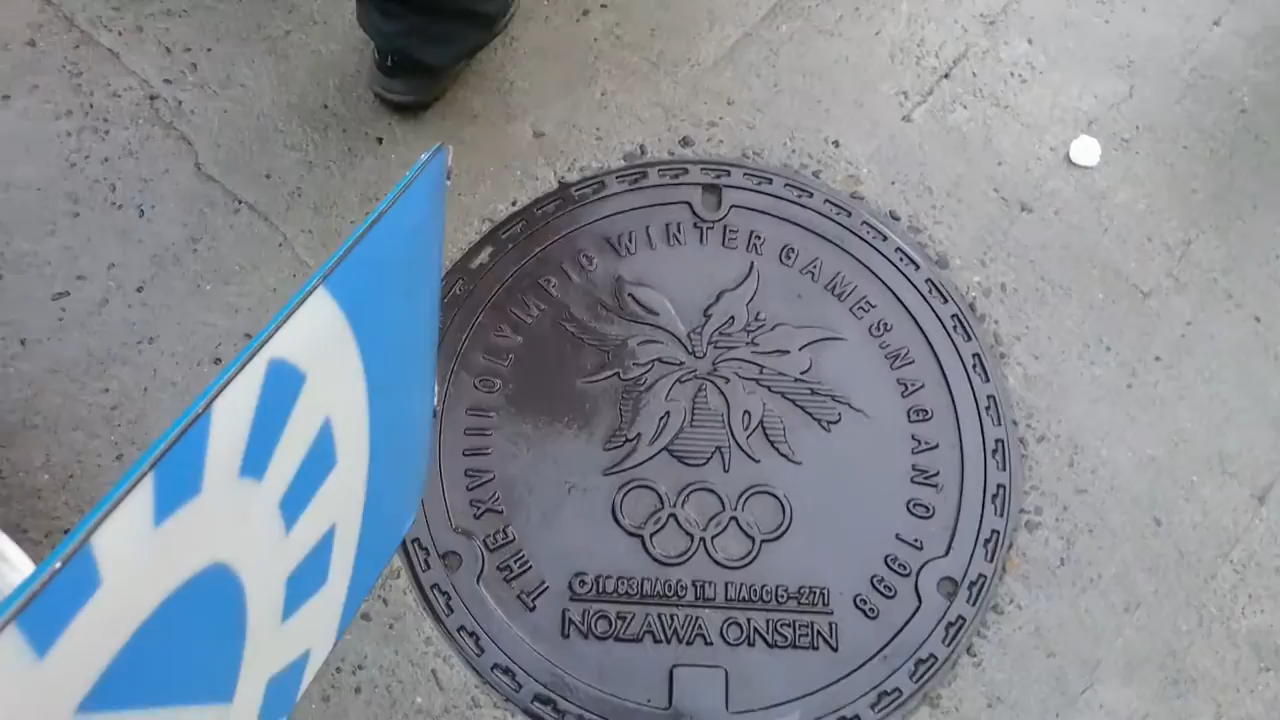 THE XVIII OLYMPIC WINTER GAMES, NAGANO 1998
©1993 NAOC TM NAOC 5-271
NOZAWA ONSEN